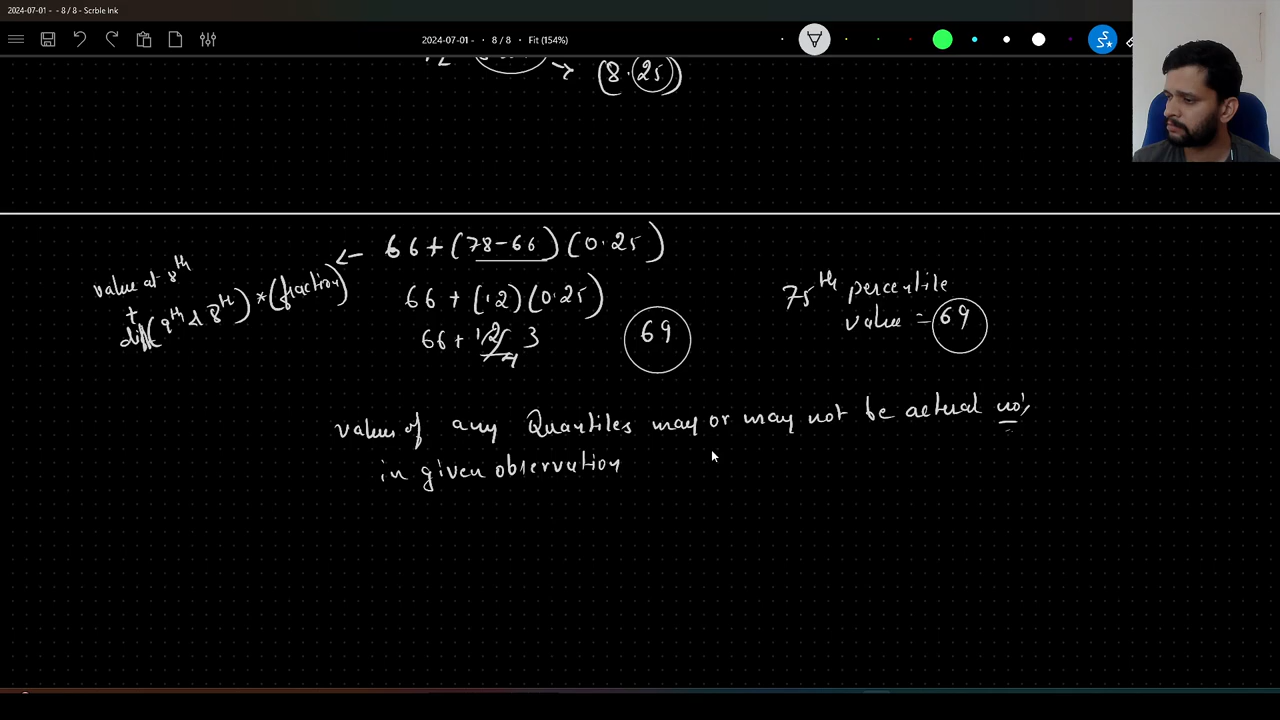 2024-07-01 - - 8 / 8 - Scrble Ink
2024-07-01 - • 8 / 8 • Fit (154%)
(8.25)
66+(78-66)(0.25)
value at 8th
+
diff(9th & 8th) * (fraction)
66 + (12)(0.25)
66 + 12/4 3
69
75th percentile
value = 69
value of any Quantiles may or may not be actual no's
in given observation